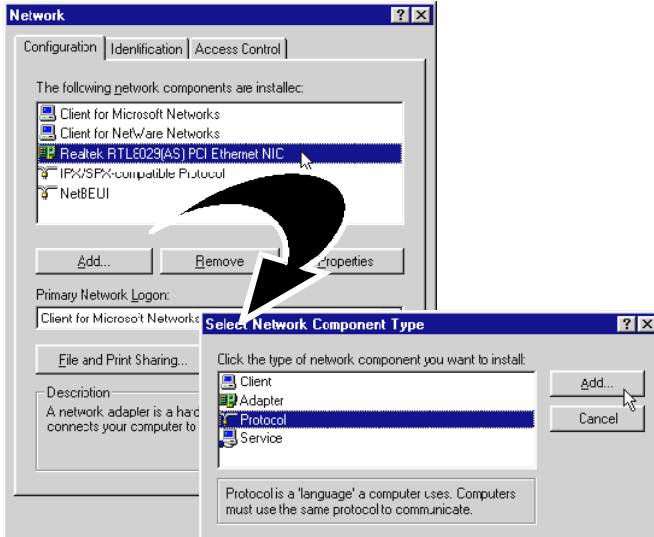 Network
Configuration Identification Access Control
The following network components are installed:
Client for Microsoft Networks
Client for NetWare Networks
Realtek RTL8029(AS) PCI Ethernet NIC
IPX/SPX-compatible Protocol
NetBEUI
Add... Remove Properties
Primary Network Logon:
Client for Microsoft Networks
File and Print Sharing...
Description
A network adapter is a hard
connects your computer to
Select Network Component Type
Click the type of network component you want to install:
Client
Adapter
Protocol
Service
Add...
Cancel
Protocol is a 'language' a computer uses. Computers
must use the same protocol to communicate.